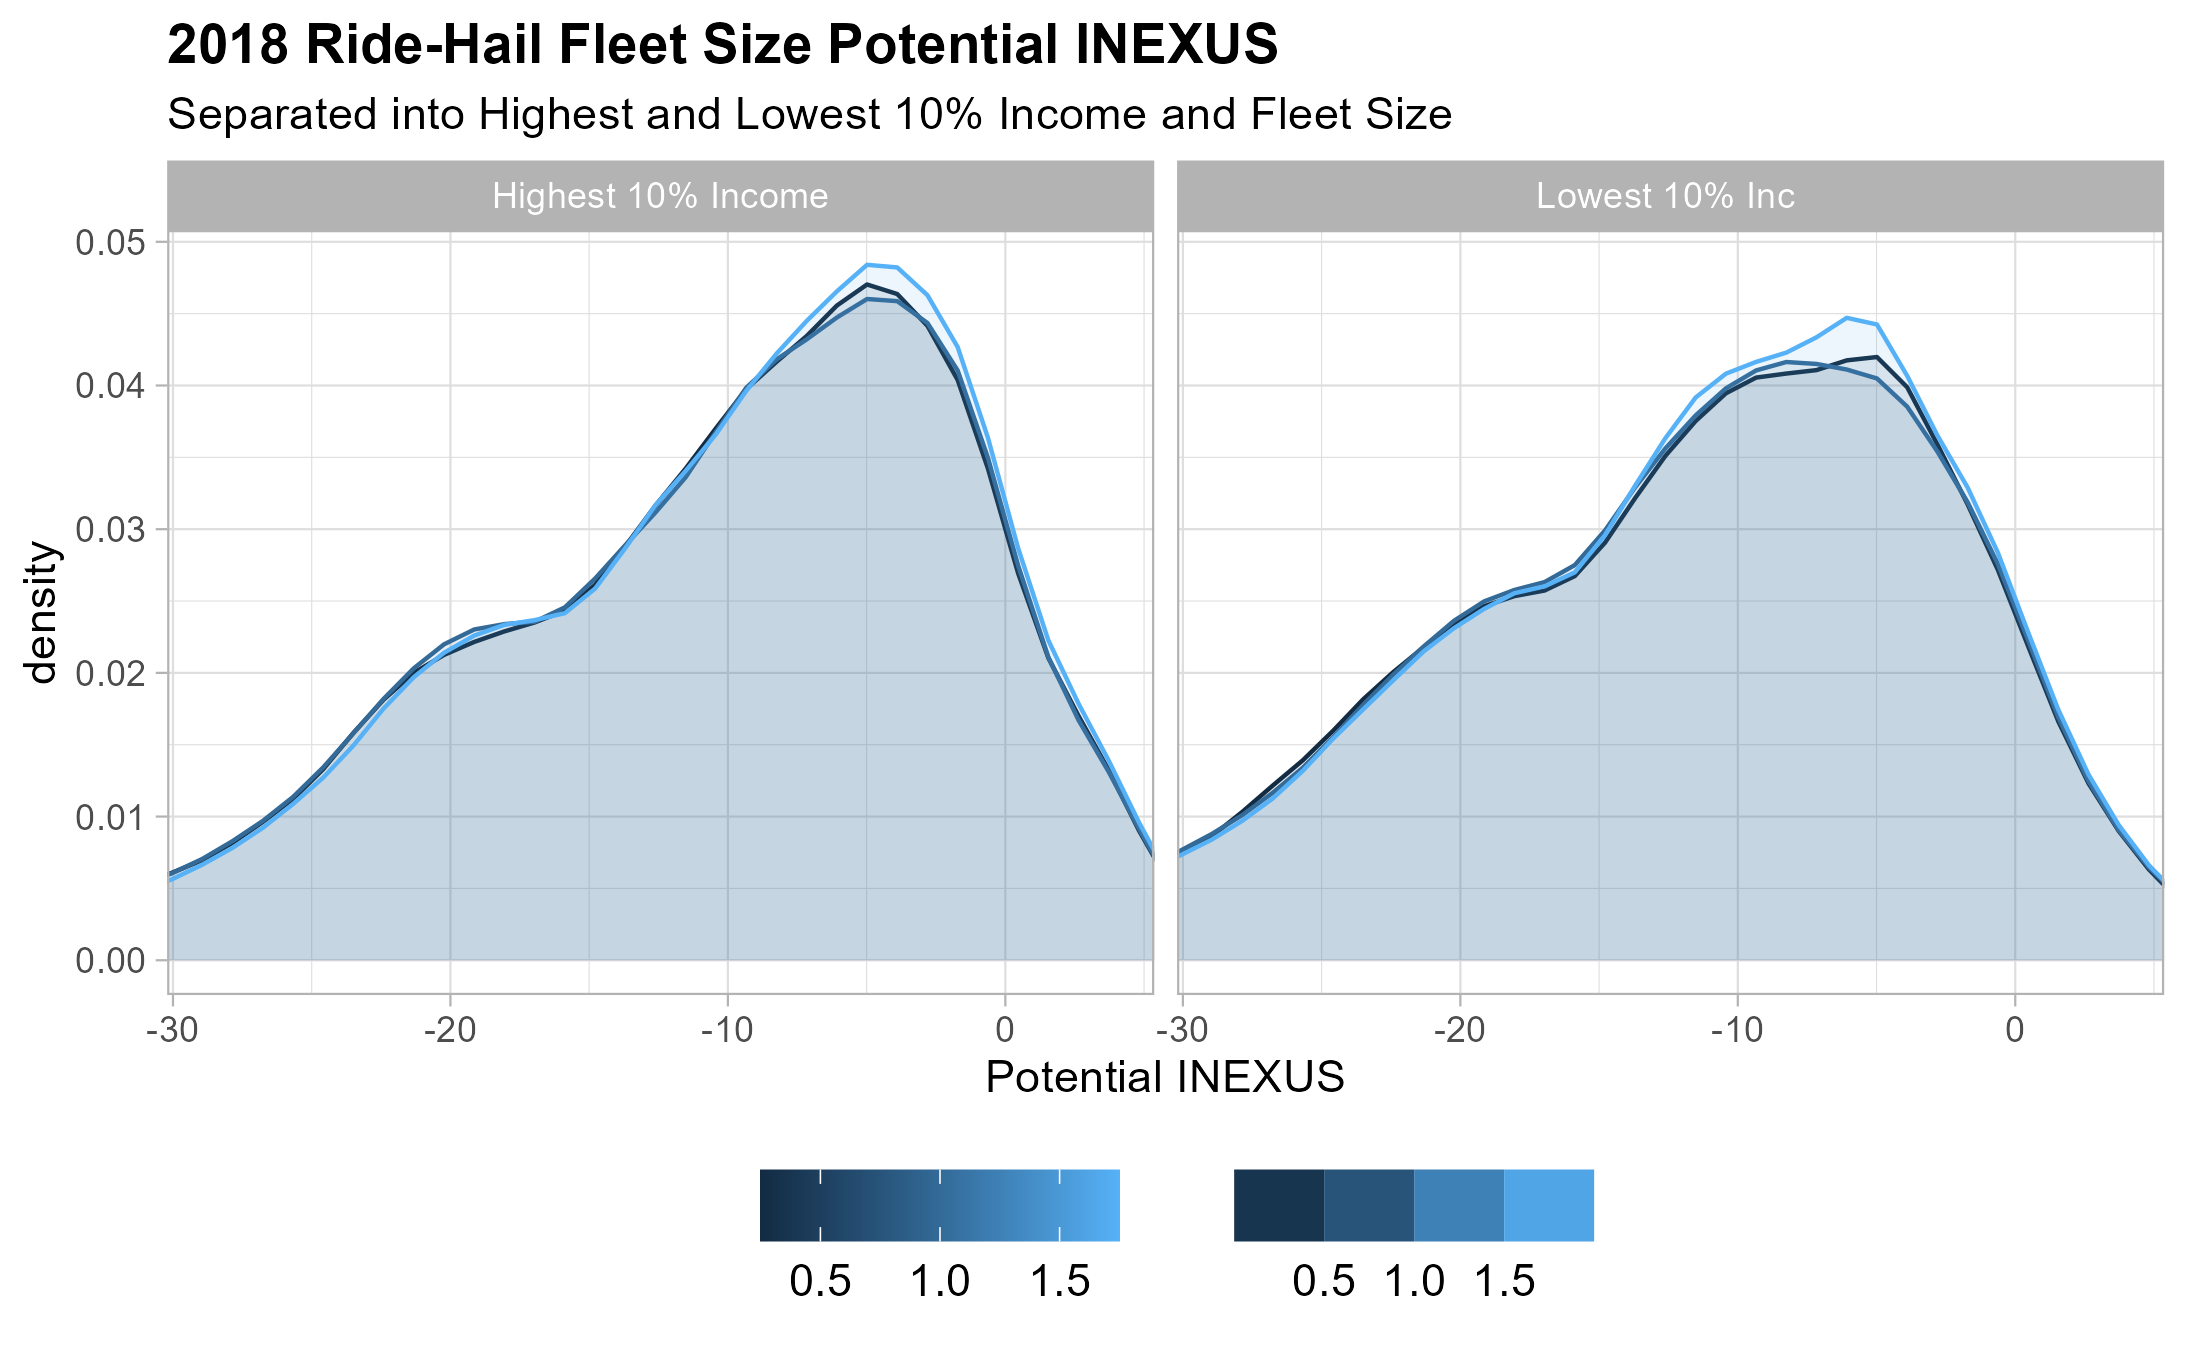 2018 Ride-Hail Fleet Size Potential INEXUS
Separated into Highest and Lowest 10% Income and Fleet Size
Highest 10% Income
Lowest 10% Inc
0.05
0.04
0.03
0.02
0.01
0.00
density
-30 -20 -10 0 -30 -20 -10 0
Potential INEXUS
0.5 1.0 1.5 0.5 1.0 1.5